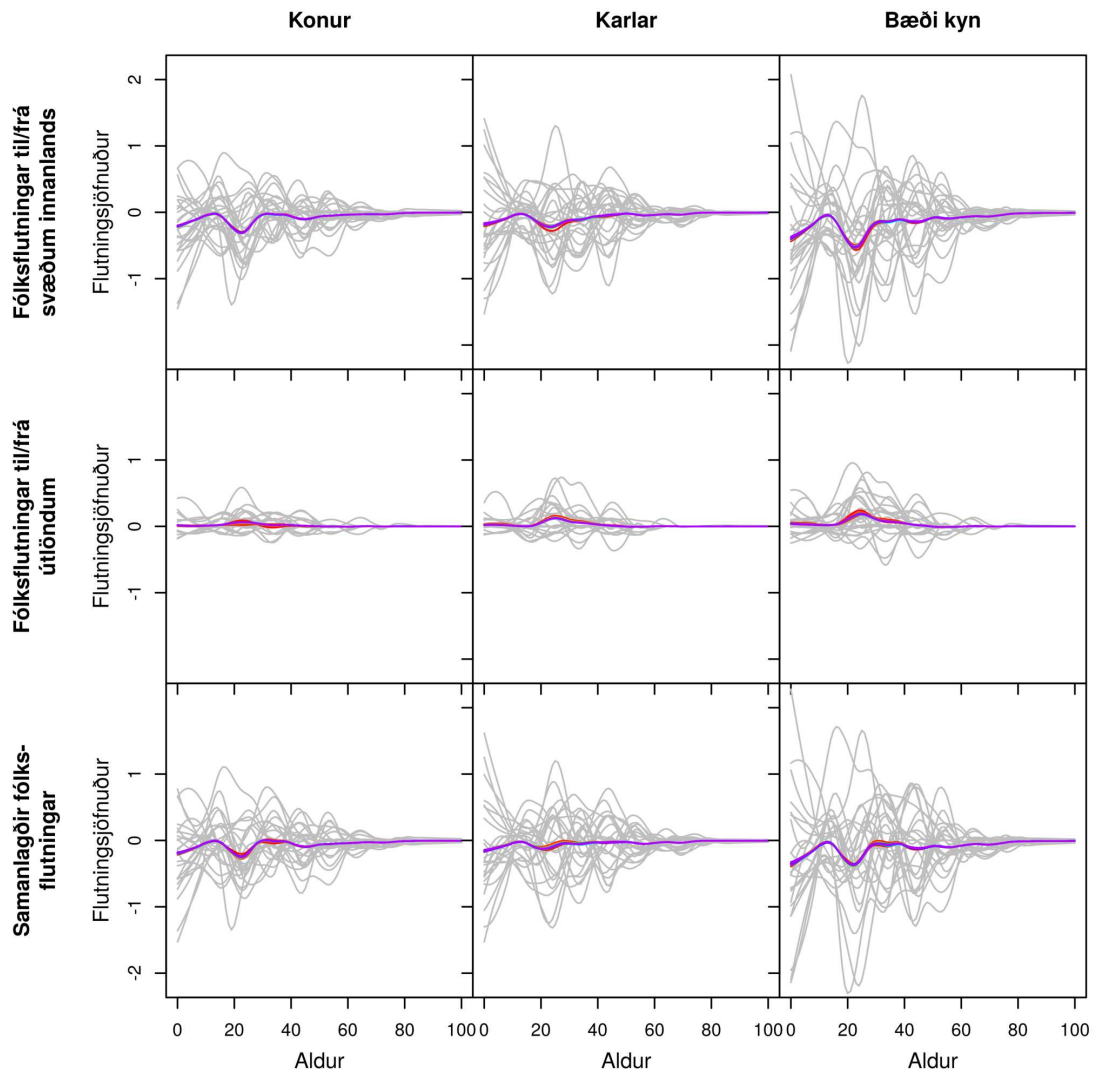 Konur
Karlar
Bæði kyn
Fólksflutningar til/frá
svæðum innanlands
Flutningsjöfnuður
2
1
0
-1
Fólksflutningar til/frá
útlöndum
Flutningsjöfnuður
1
0
-1
Samanlagðir fólks-
flutningar
Flutningsjöfnuður
1
0
-1
-2
0 20 40 60 80 100
0 20 40 60 80 100
0 20 40 60 80 100
Aldur
Aldur
Aldur